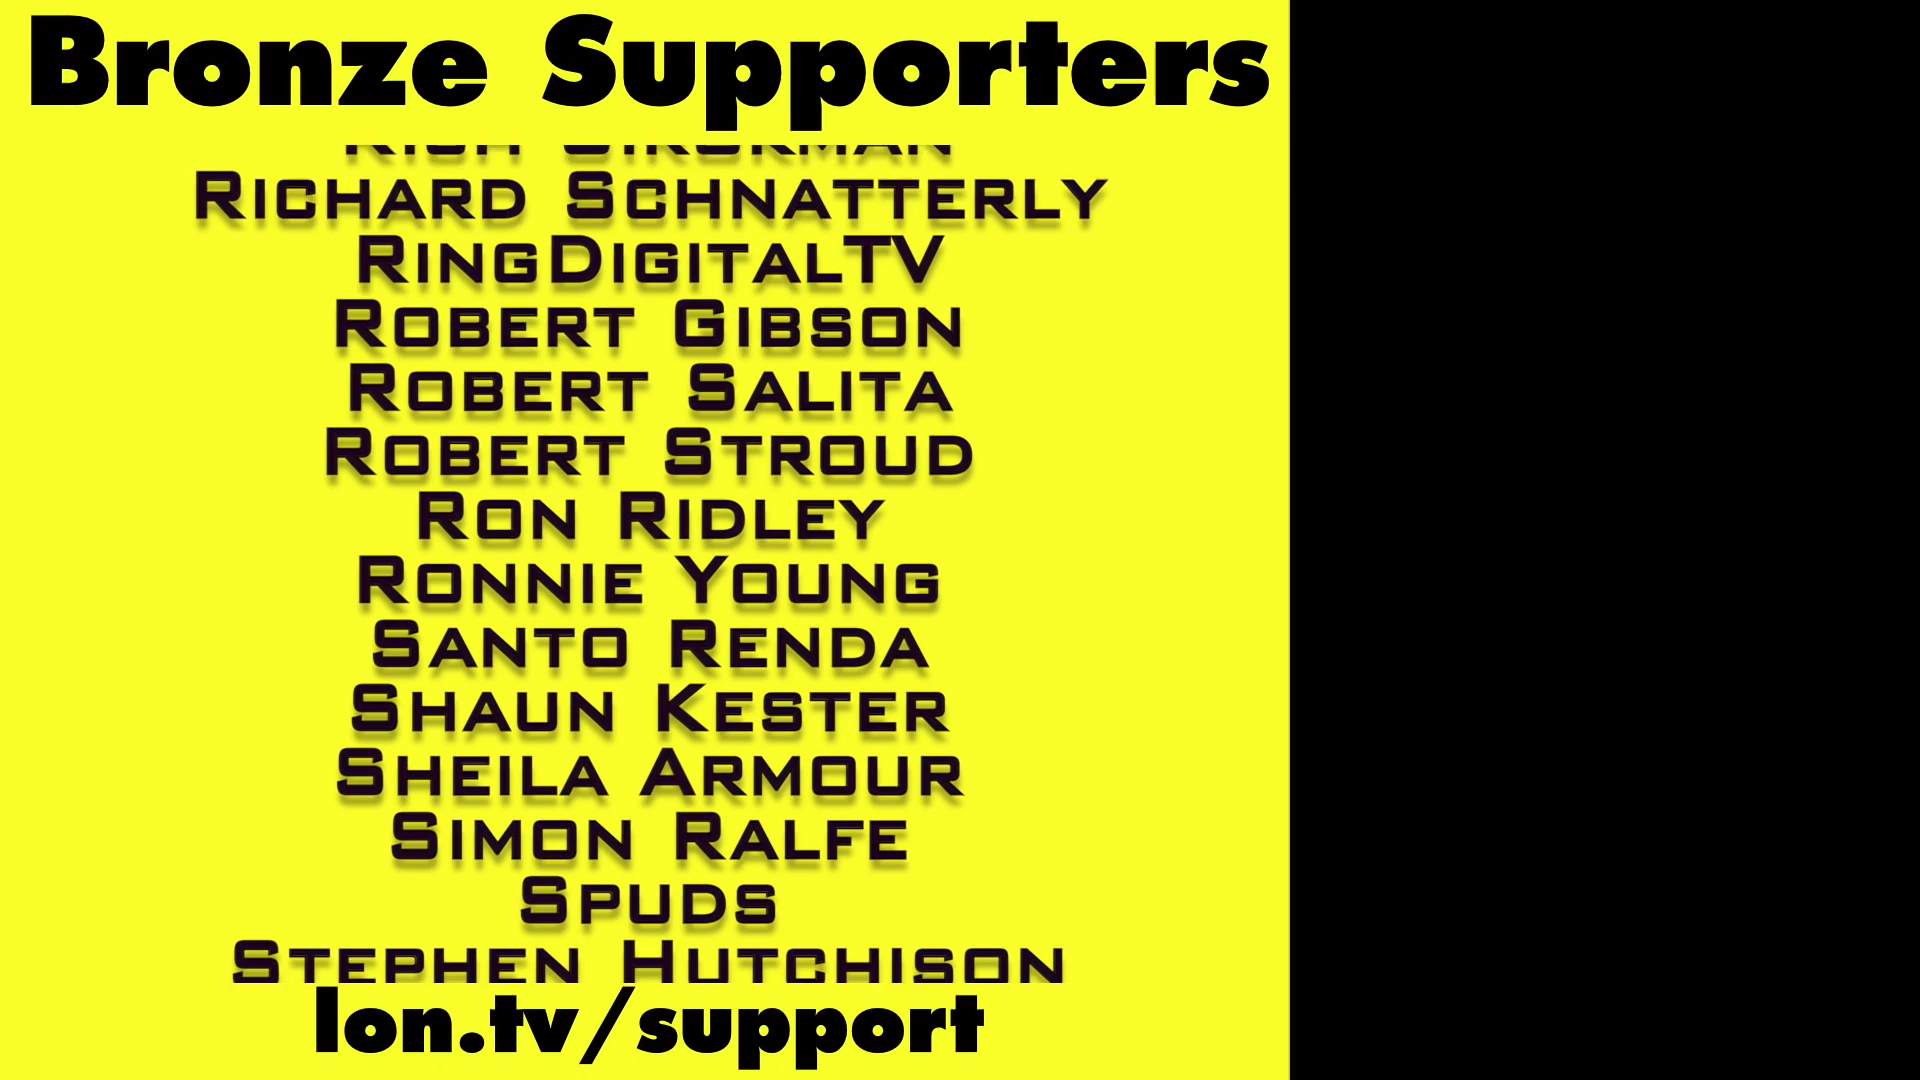 Bronze Supporters
RICHARD SCHNATTERLY
RINGDIGITALTV
ROBERT GIBSON
ROBERT SALITA
ROBERT STROUD
RON RIDLEY
RONNIE YOUNG
SANTO RENDA
SHAUN KESTER
SHEILA ARMOUR
SIMON RALFE
SPUDS
STEPHEN HUTCHISON
lon.tv/support